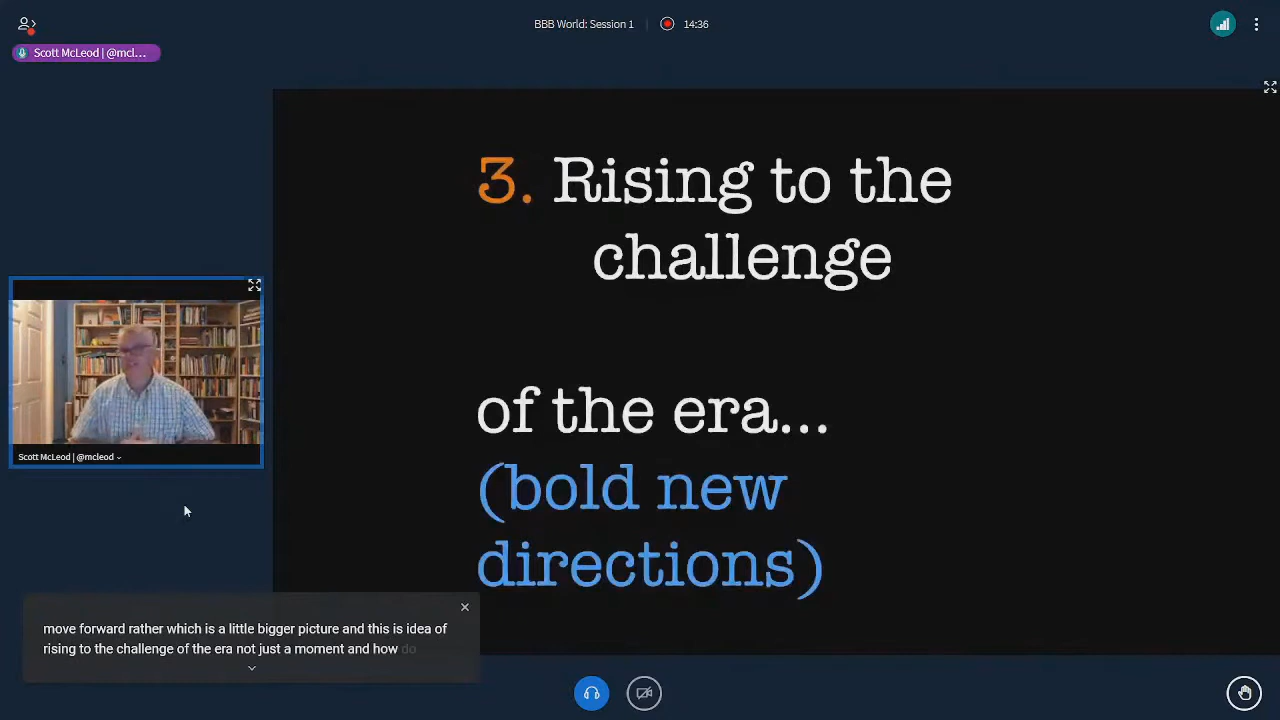 BBB World: Session 1
14:36
Scott McLeod | @mcl...
3. Rising to the
challenge
of the era...
(bold new
directions)
Scott McLeod | @mcleod
move forward rather which is a little bigger picture and this is idea of
rising to the challenge of the era not just a moment and how do